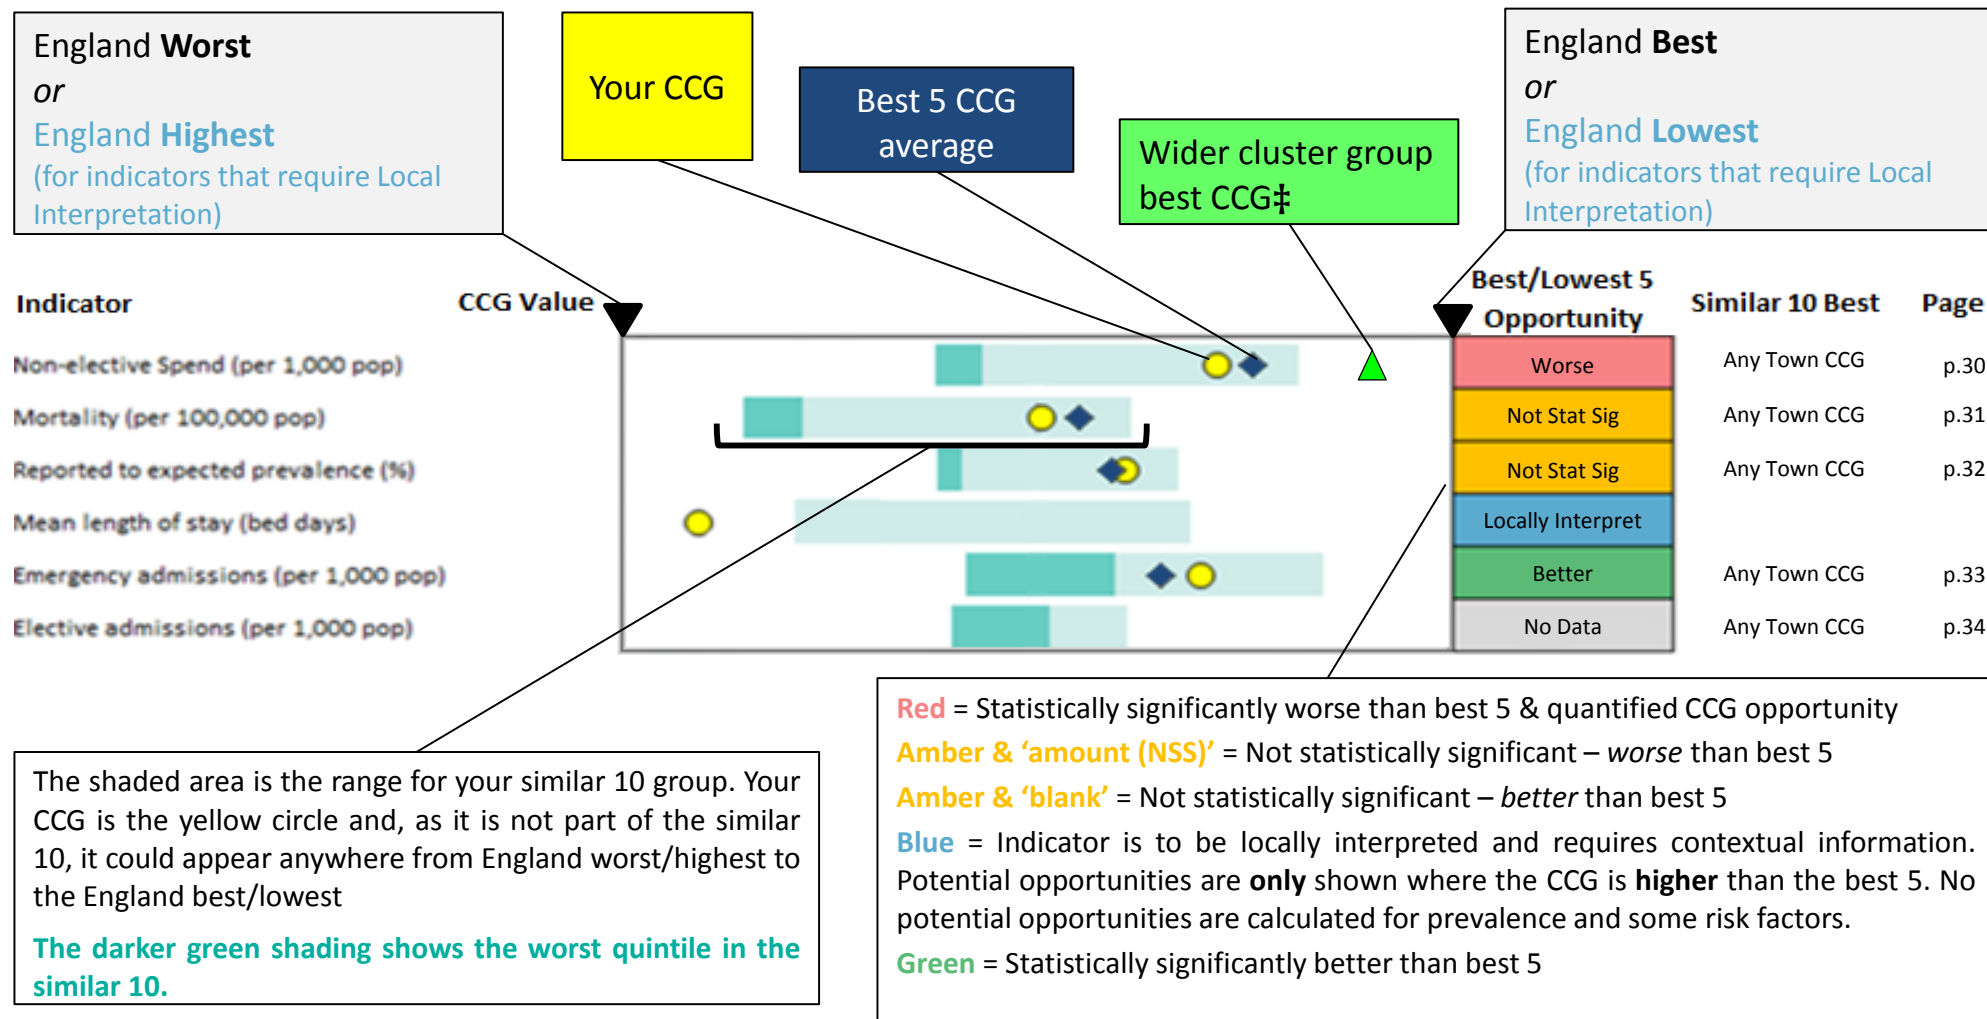 England Worst
or
England Highest
(for indicators that require Local
Interpretation)
Your CCG
Best 5 CCG
average
Wider cluster group
best CCG‡
England Best
or
England Lowest
(for indicators that require Local
Interpretation)
Indicator
CCG Value
Best/Lowest 5
Opportunity
Similar 10 Best
Page
Non-elective Spend (per 1,000 pop)
Worse
Any Town CCG
p.30
Mortality (per 100,000 pop)
Not Stat Sig
Any Town CCG
p.31
Reported to expected prevalence (%)
Not Stat Sig
Any Town CCG
p.32
Mean length of stay (bed days)
Locally Interpret
Emergency admissions (per 1,000 pop)
Better
Any Town CCG
p.33
Elective admissions (per 1,000 pop)
No Data
Any Town CCG
p.34
The shaded area is the range for your similar 10 group. Your
CCG is the yellow circle and, as it is not part of the similar
10, it could appear anywhere from England worst/highest to
the England best/lowest
The darker green shading shows the worst quintile in the
similar 10.
Red = Statistically significantly worse than best 5 & quantified CCG opportunity
Amber & ‘amount (NSS)’ = Not statistically significant – worse than best 5
Amber & ‘blank’ = Not statistically significant – better than best 5
Blue = Indicator is to be locally interpreted and requires contextual information.
Potential opportunities are only shown where the CCG is higher than the best 5. No
potential opportunities are calculated for prevalence and some risk factors.
Green = Statistically significantly better than best 5